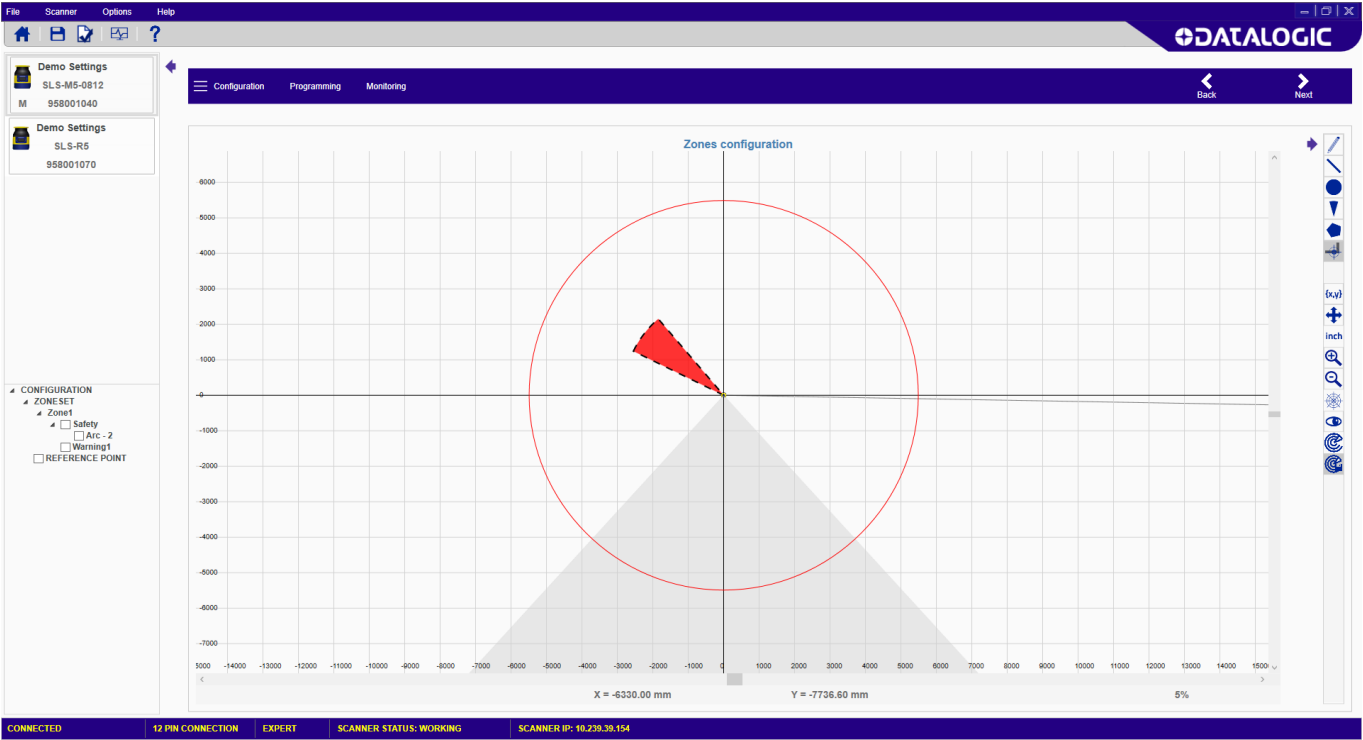 File Scanner Options Help
DATALOGIC
Demo Settings
SLS-M5-0812
M 958001040
Demo Settings
SLS-R5
958001070
Configuration Programming Monitoring
Back Next
Zones configuration
6000
5000
4000
3000
2000
1000
0
-1000
-2000
-3000
-4000
-5000
-6000
-7000
5000 -14000 -13000 -12000 -11000 -10000 -9000 -8000 -7000 -6000 -5000 -4000 -3000 -2000 -1000 0 1000 2000 3000 4000 5000 6000 7000 8000 9000 10000 11000 12000 13000 14000 1500
X = -6330.00 mm Y = -7736.60 mm 5%
{x,y}
inch
CONFIGURATION
ZONESET
Zone1
Safety
Arc - 2
Warning1
REFERENCE POINT
CONNECTED 12 PIN CONNECTION EXPERT SCANNER STATUS: WORKING SCANNER IP: 10.239.39.154